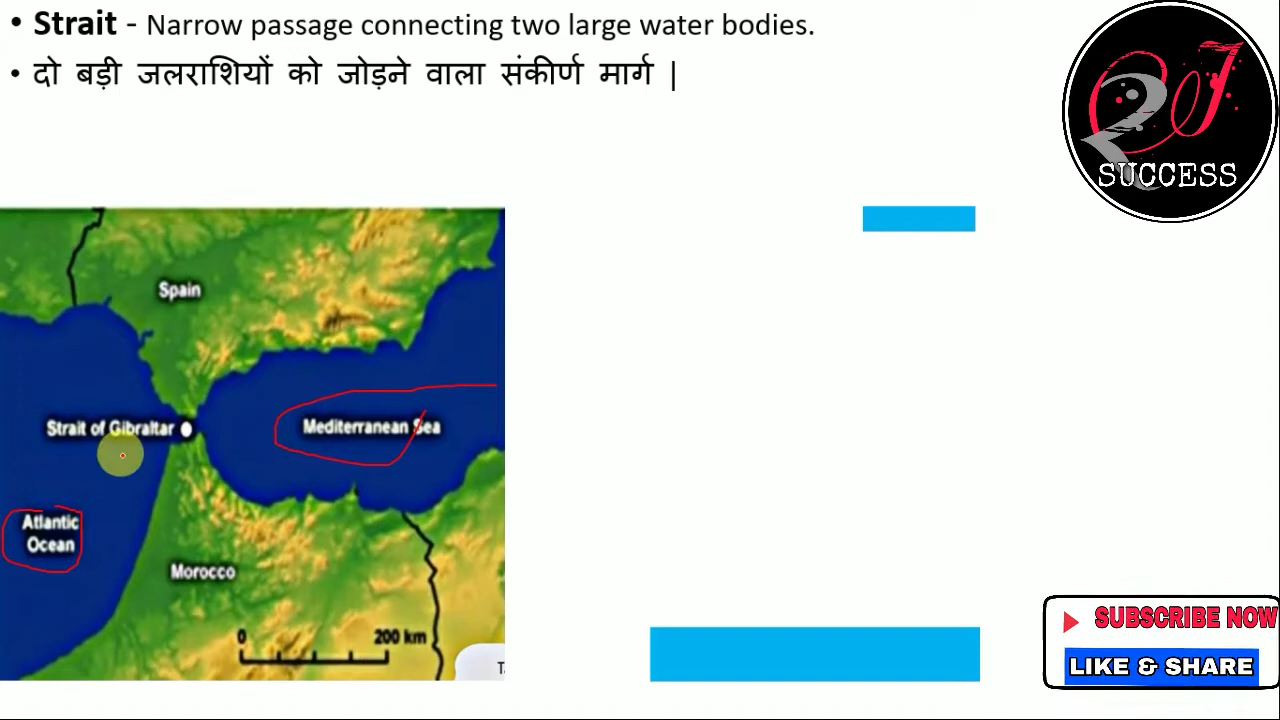 • Strait - Narrow passage connecting two large water bodies.
• दो बड़ी जलराशियों को जोड़ने वाला संकीर्ण मार्ग |
SUCCESS
Spain
Strait of Gibraltar
Mediterranean Sea
Atlantic
Ocean
Morocco
0 200 km
SUBSCRIBE NOW
LIKE & SHARE